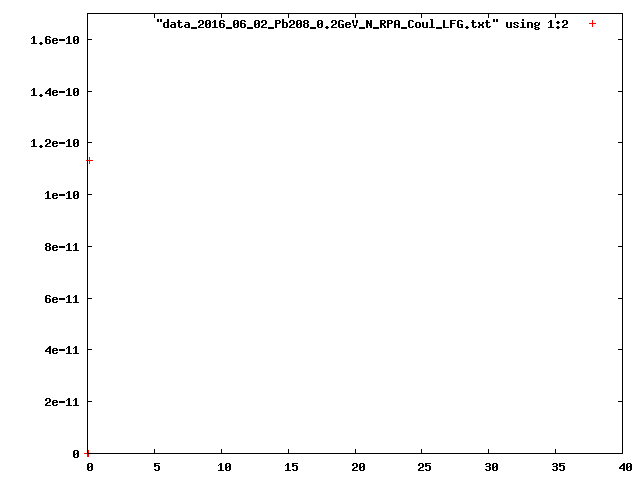 "data_2016_06_02_Pb208_0.2GeV_N_RPA_Coul_LFG.txt" using 1:2
1.6e-10
1.4e-10
1.2e-10
1e-10
8e-11
6e-11
4e-11
2e-11
0
0 5 10 15 20 25 30 35 40